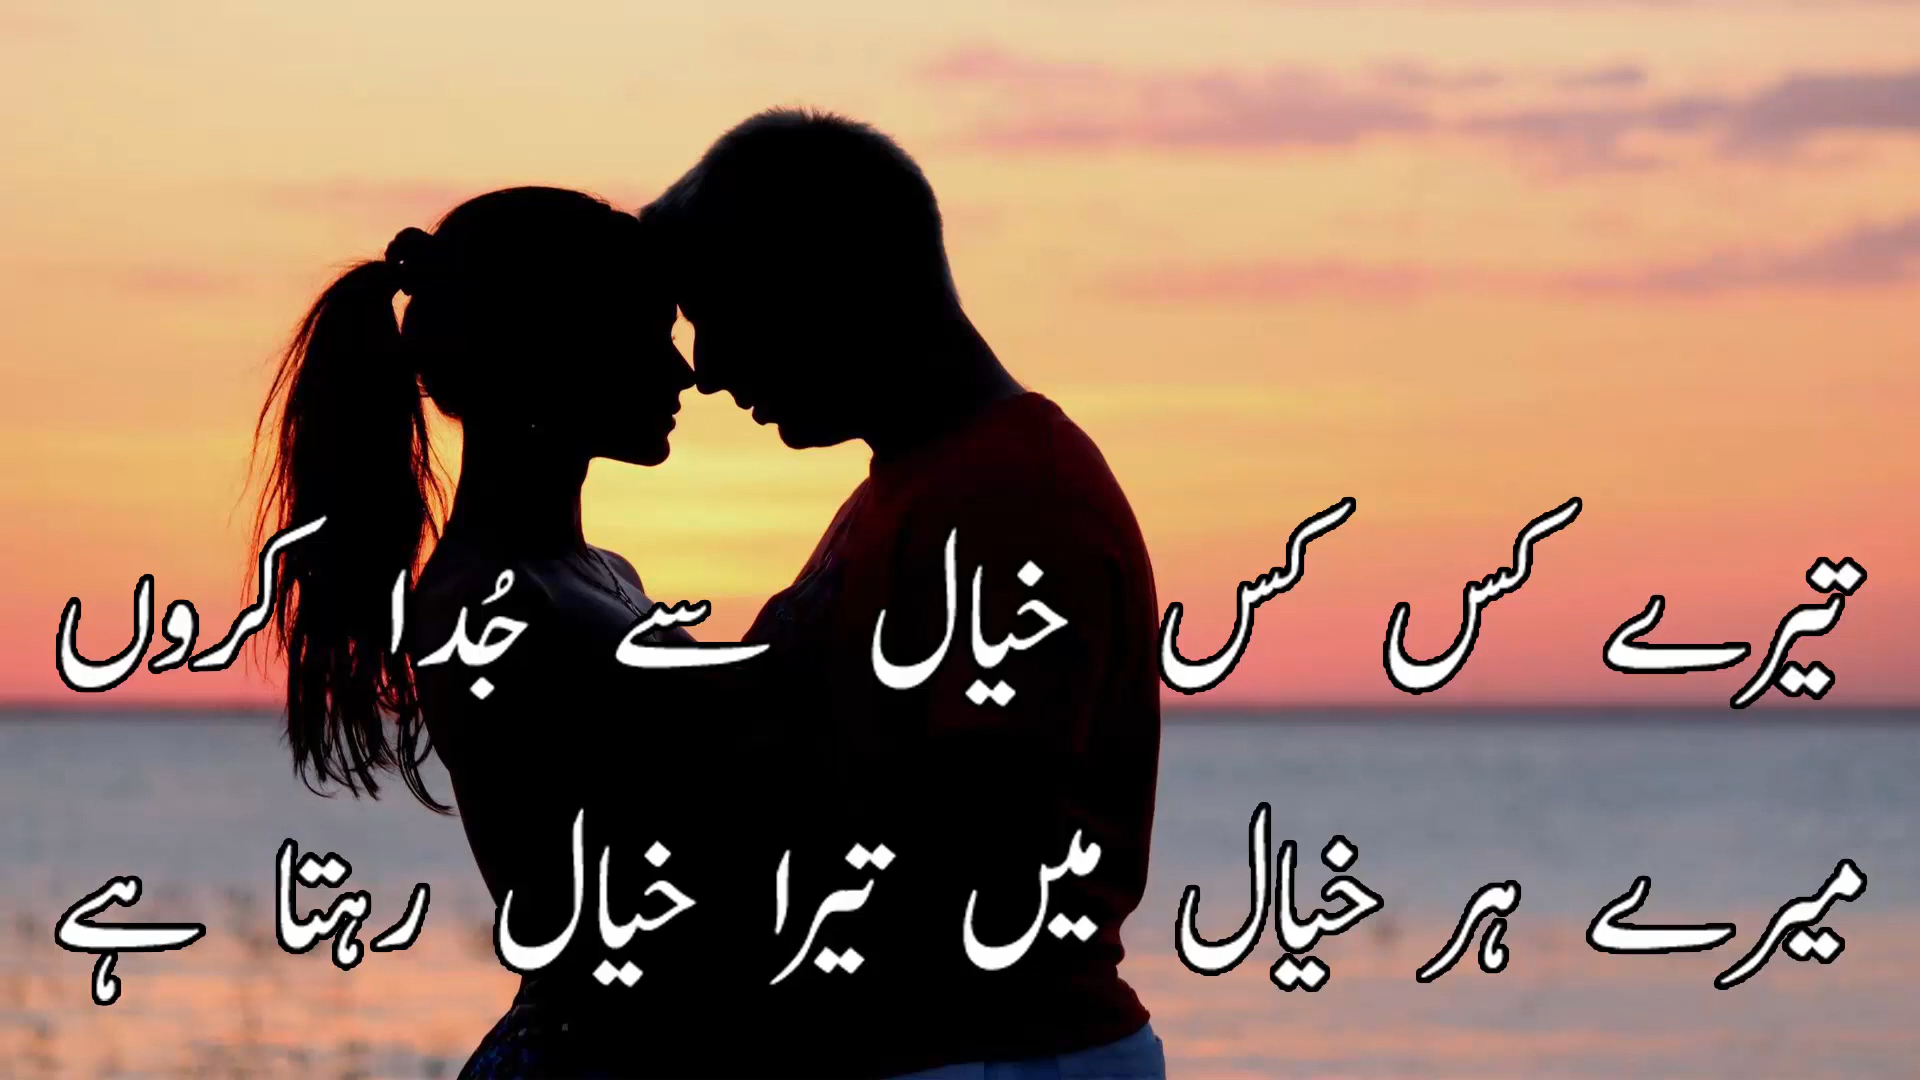 تیرے کس کس خیال سے جُدا کروں
میرے ہر خیال میں تیرا خیال رہتا ہے